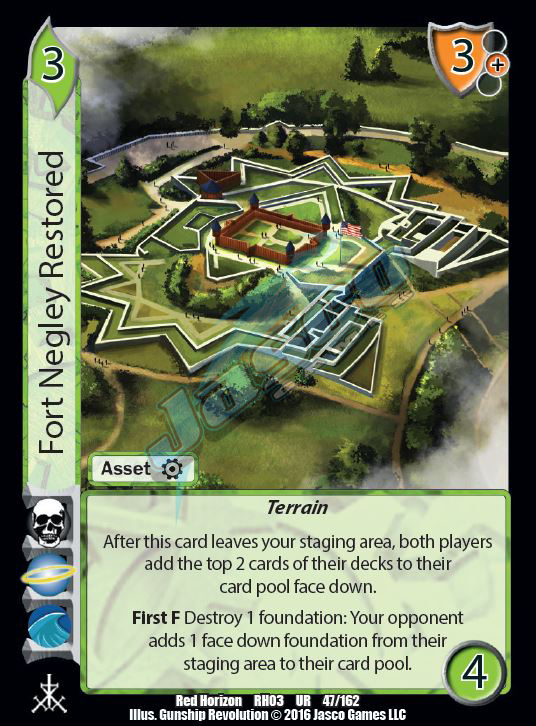 3
3
+
Fort Negley Restored
Jasco
Asset
Terrain
After this card leaves your staging area, both players
add the top 2 cards of their decks to their
card pool face down.
First F Destroy 1 foundation: Your opponent
adds 1 face down foundation from their
staging area to their card pool.
4
Red Horizon RH03 UR 47/162
Illus. Gunship Revolution © 2016 Jasco Games LLC